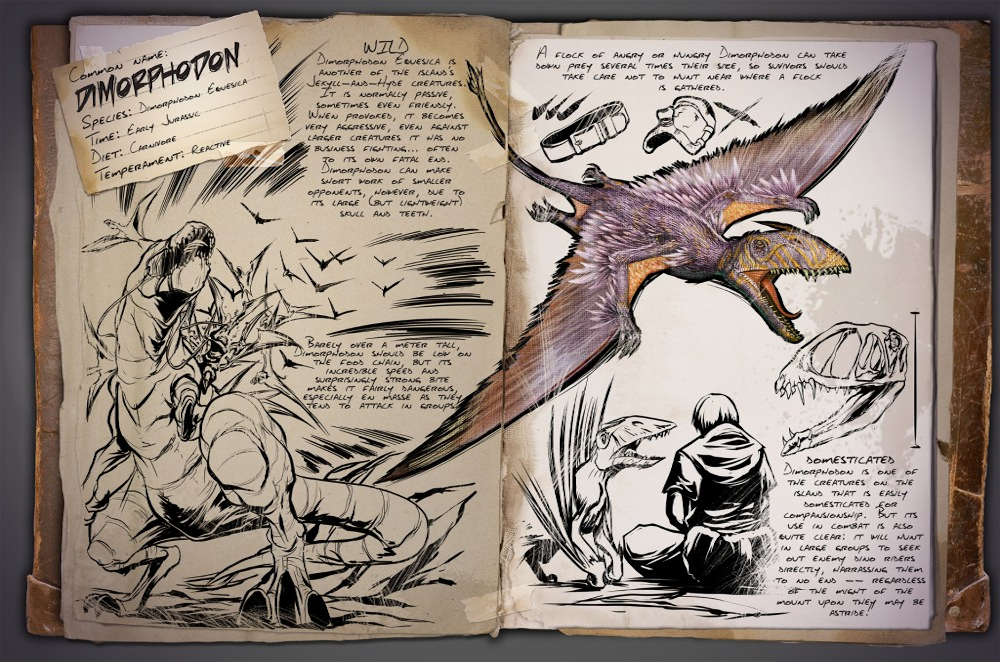 Common name:
Dimorphodon
Species: Dimorphodon Equesica
Time: Early Jurassic
Diet: Carnivore
Temperament: Reactive
Wild
Dimorphodon Equesica is
another of the island's
Jekyll-and-Hyde creatures.
It is normally passive,
sometimes even friendly.
When provoked, it becomes
very aggressive, even against
larger creatures it has no
business fighting... often
to its own fatal end.
Dimorphodon can make
short work of smaller
opponents, however, due to
its large (but lightweight)
skull and teeth.
Barely over a meter tall,
Dimorphodon should be low on
the food chain, but its
incredible speed and
surprisingly strong bite
makes it fairly dangerous,
especially en masse as they
tend to attack in groups.
A flock of angry or hungry Dimorphodon can take
down prey several times their size, so suvivors should
take care not to hunt near where a flock
is gathered.
Domesticated
Dimorphodon is one of
the creatures on the
island that is easily
domesticated for
companionship. But its
use in combat is also
quite clear: it will hunt
in large groups to seek
out enemy dino riders
directly, harrassing them
to no end -- regardless
of the might of the
mount upon they may be
astride.